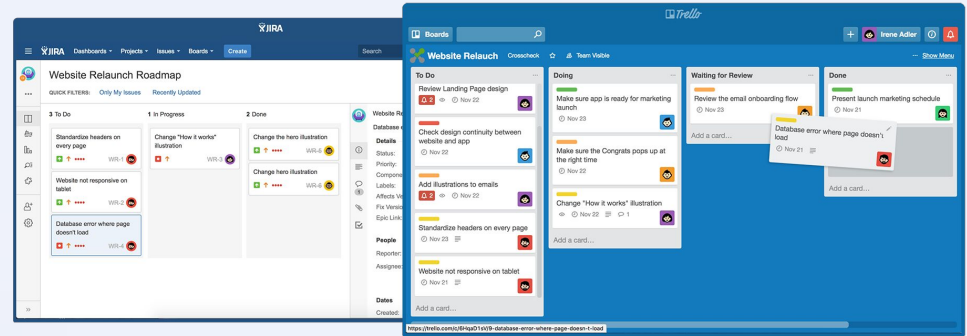 JIRA
JIRA Dashboards Projects Issues Boards Create Search
Website Relaunch Roadmap
QUICK FILTERS: Only My Issues Recently Updated
3 To Do 1 In Progress 2 Done
Standardize headers on
every page
WR-1
Website not responsive on
tablet
WR-2
Database error where page
doesn't load
WR-4
Change "How it works"
illustration
WR-3
Change the hero illustration
WR-5
Change hero illustration
WR-6
Website Re
Database e
Details
Status:
Priority:
Compone
Labels:
Affects Ve
Fix Versio
Epic Link:
People
Reporter:
Assignee:
Dates
Created:
Trello
Boards
Irene Adler
Website Relauch Crosscheck Team Visible
... Show Menu
To Do ...
Review Landing Page design
2 Nov 22
Check design continuity between
website and app
Nov 22
Add illustrations to emails
2 Nov 22
Standardize headers on every page
Nov 23
Website not responsive on tablet
Nov 21
Add a card...
Doing ...
Make sure app is ready for marketing
launch
Nov 22
Make sure the Congrats pops up at
the right time
Nov 22
Change "How it works" illustration
Nov 22 1
Add a card...
Waiting for Review ...
Review the email onboarding flow
Nov 23
Add a card...
Database error where page doesn't
load
Nov 21
Done ...
Present launch marketing schedule
Nov 21
Add a card...
https://trello.com/c/6HqaD1sV/9-database-error-where-page-doesn-t-load